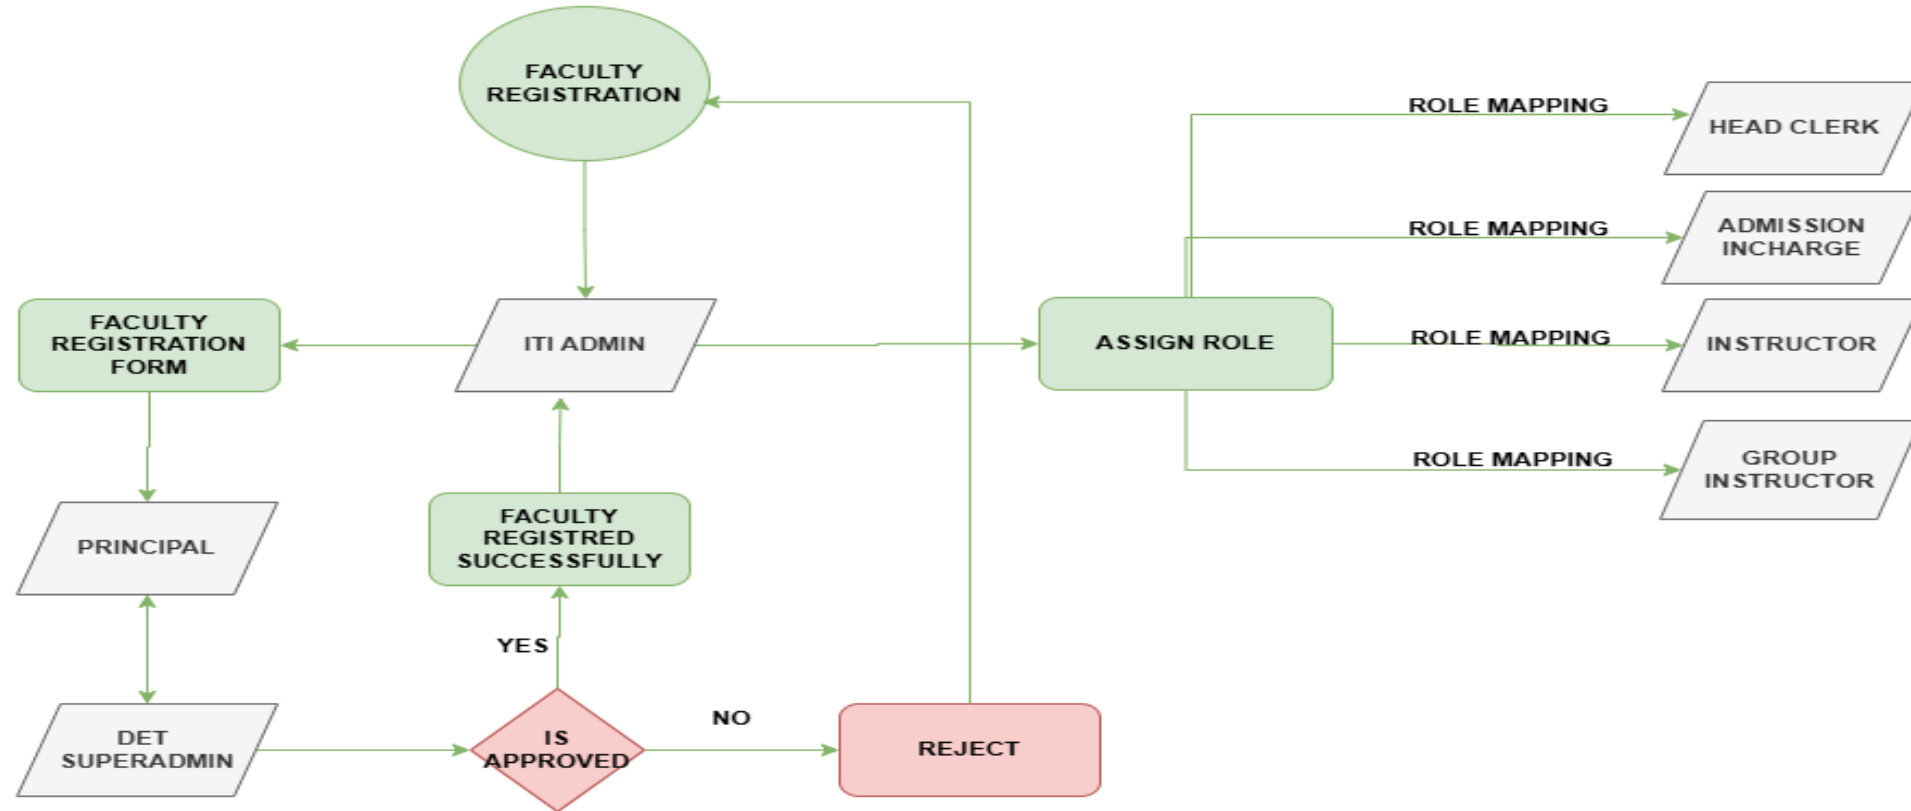 FACULTY
REGISTRATION
ROLE MAPPING
HEAD CLERK
ROLE MAPPING
ADMISSION
INCHARGE
FACULTY
REGISTRATION
FORM
ITI ADMIN
ASSIGN ROLE
ROLE MAPPING
INSTRUCTOR
ROLE MAPPING
GROUP
INSTRUCTOR
PRINCIPAL
FACULTY
REGISTRED
SUCCESSFULLY
YES
DET
SUPERADMIN
IS
APPROVED
NO
REJECT